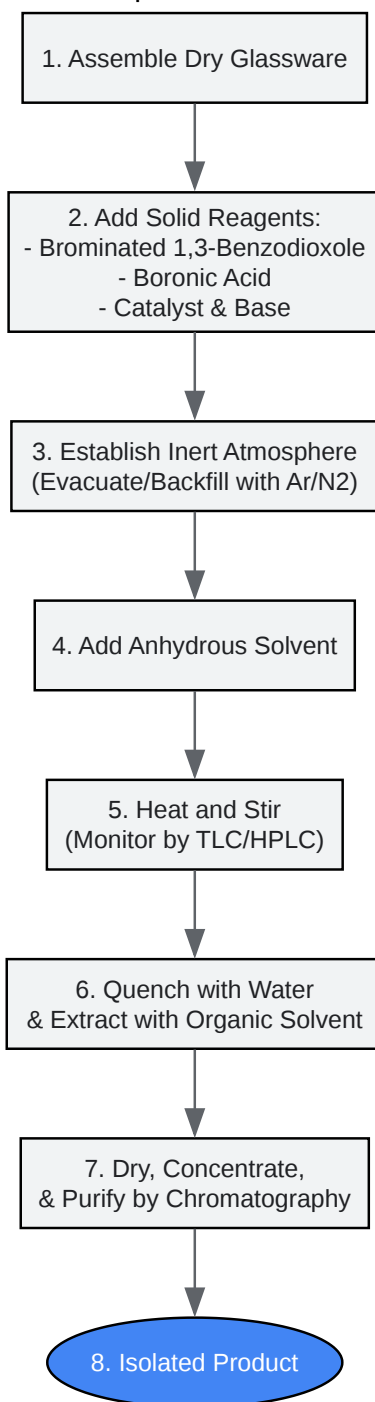 1. Assemble Dry Glassware
2. Add Solid Reagents:
- Brominated 1,3-Benzodioxole
- Boronic Acid
- Catalyst & Base
3. Establish Inert Atmosphere
(Evacuate/Backfill with Ar/N2)
4. Add Anhydrous Solvent
5. Heat and Stir
(Monitor by TLC/HPLC)
6. Quench with Water
& Extract with Organic Solvent
7. Dry, Concentrate,
& Purify by Chromatography
8. Isolated Product